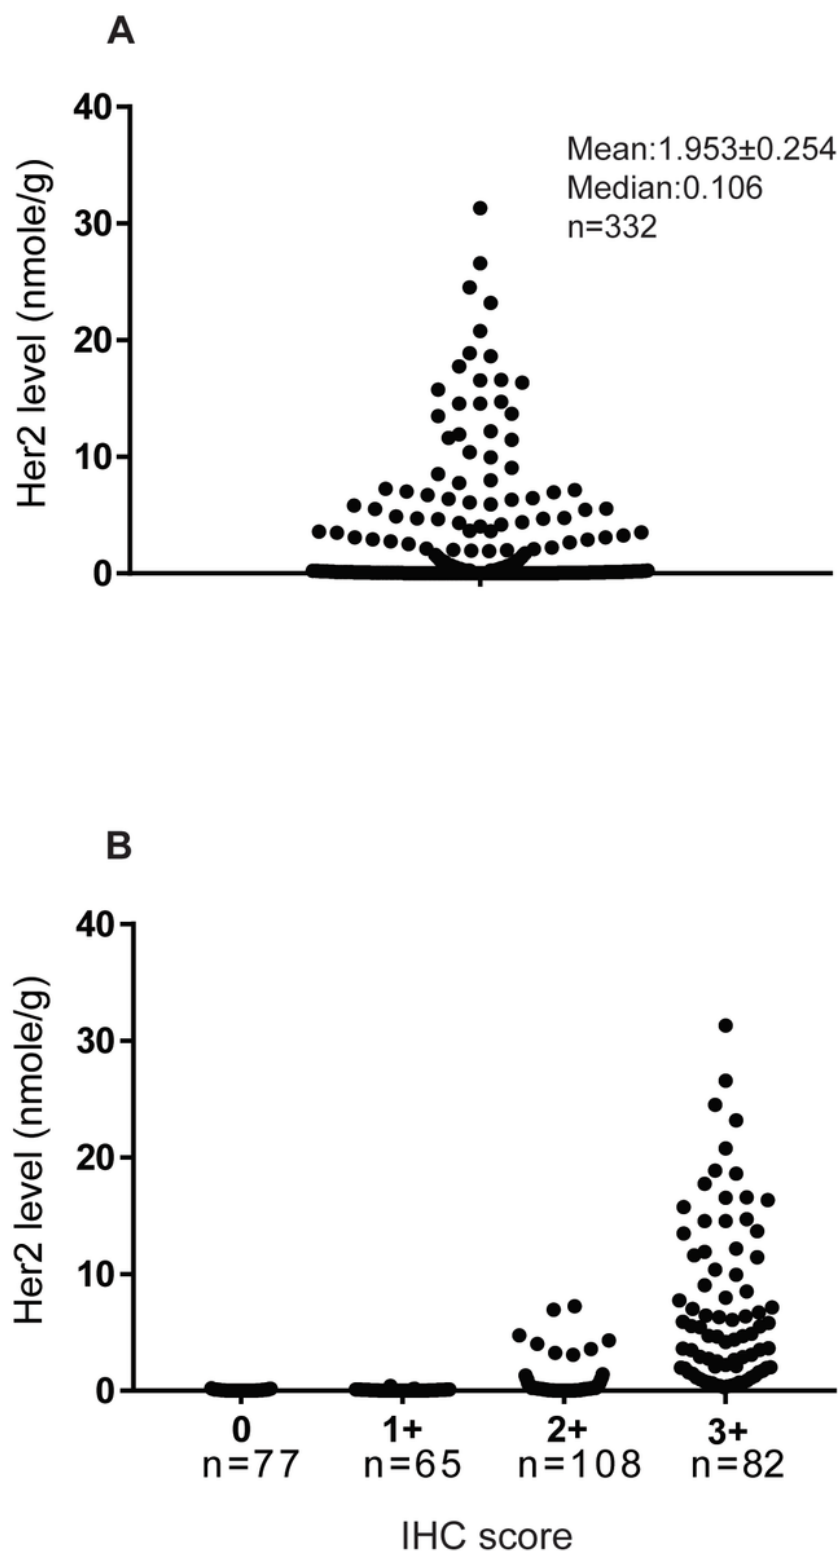 A
40
30
20
10
0
Her2 level (nmole/g)
Mean:1.953±0.254
Median:0.106
n=332
B
40
30
20
10
0
Her2 level (nmole/g)
0 1+ 2+ 3+
n=77 n=65 n=108 n=82
IHC score